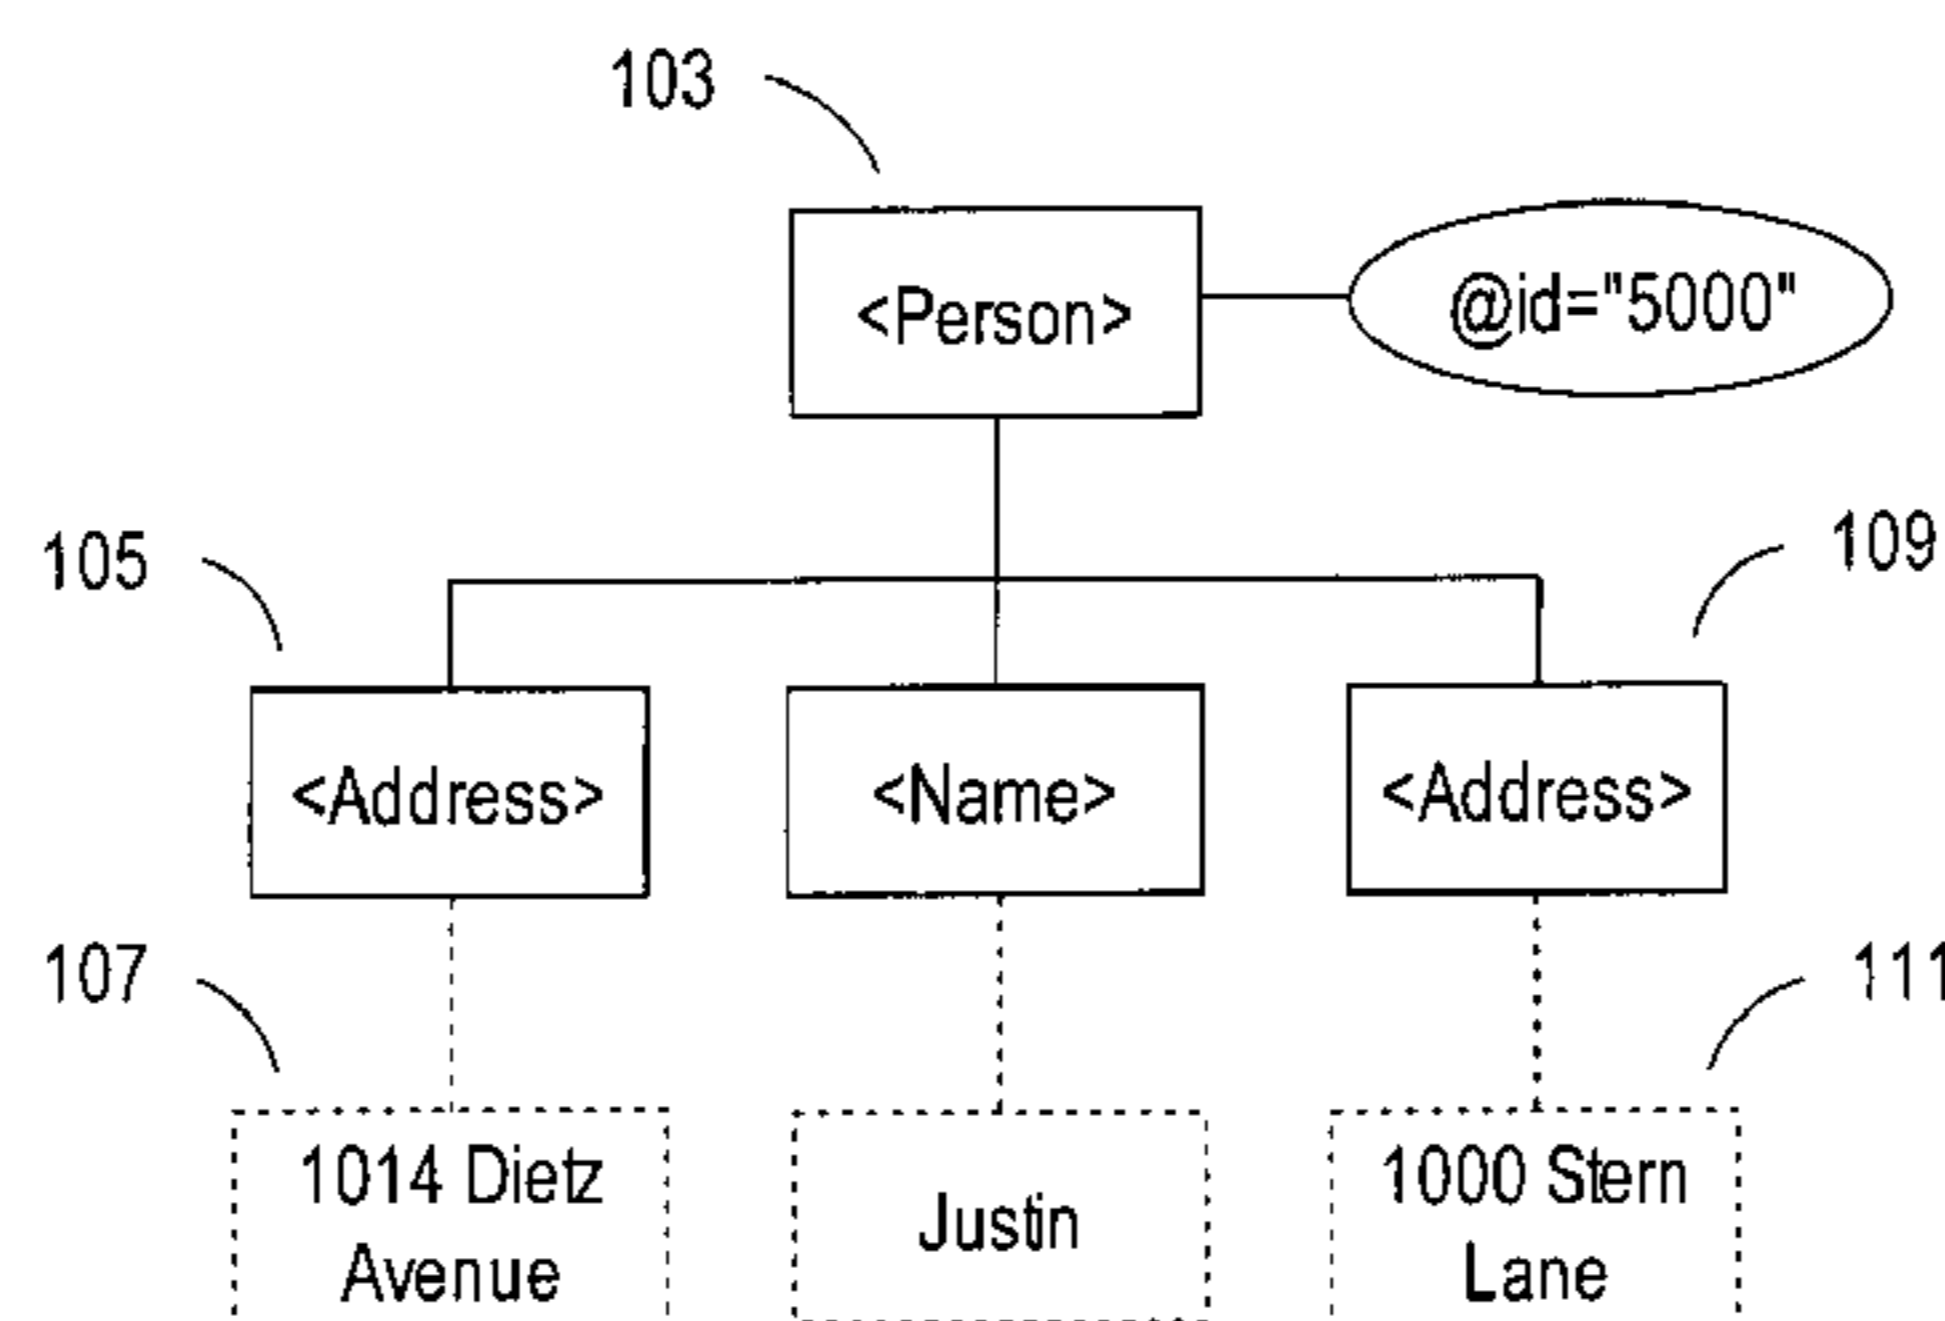 103
<Person>
@id="5000"
105
109
<Address>
<Name>
<Address>
107
111
1014 Dietz
Avenue
Justin
1000 Stern
Lane